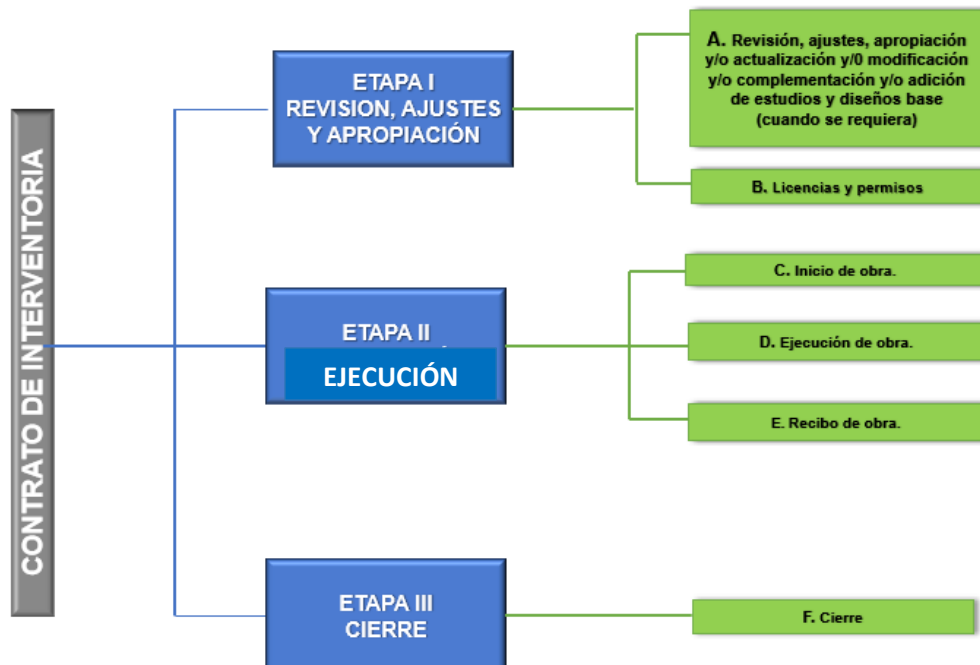 CONTRATO DE INTERVENTORIA
ETAPA I
REVISION, AJUSTES
Y APROPIACIÓN
A. Revisión, ajustes, apropiación
y/o actualización y/0 modificación
y/o complementación y/o adición
de estudios y diseños base
(cuando se requiera)
B. Licencias y permisos
ETAPA II
EJECUCIÓN
C. Inicio de obra.
D. Ejecución de obra.
E. Recibo de obra.
ETAPA III
CIERRE
F. Cierre